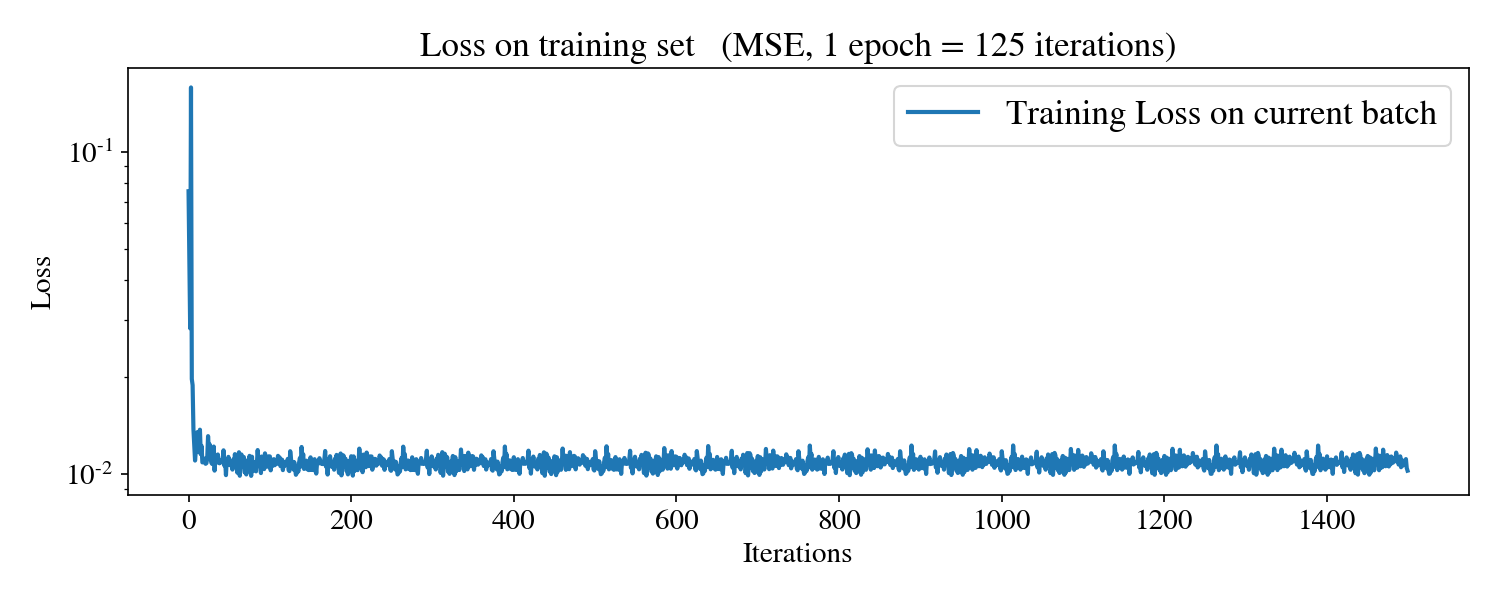 Loss on training set   (MSE, 1 epoch = 125 iterations)
Training Loss on current batch
10⁻¹
10⁻²
Loss
0 200 400 600 800 1000 1200 1400
Iterations